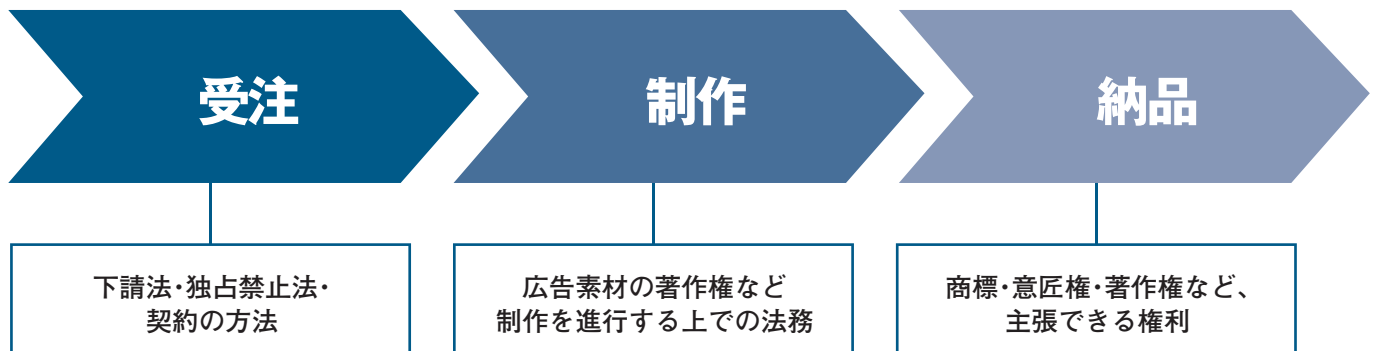 受注
制作
納品
下請法・独占禁止法・
契約の方法
広告素材の著作権など
制作を進行する上での法務
商標・意匠権・著作権など、
主張できる権利